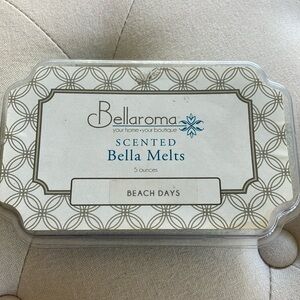 Bellaroma
your home • your boutique
SCENTED
Bella Melts
5 ounces
BEACH DAYS